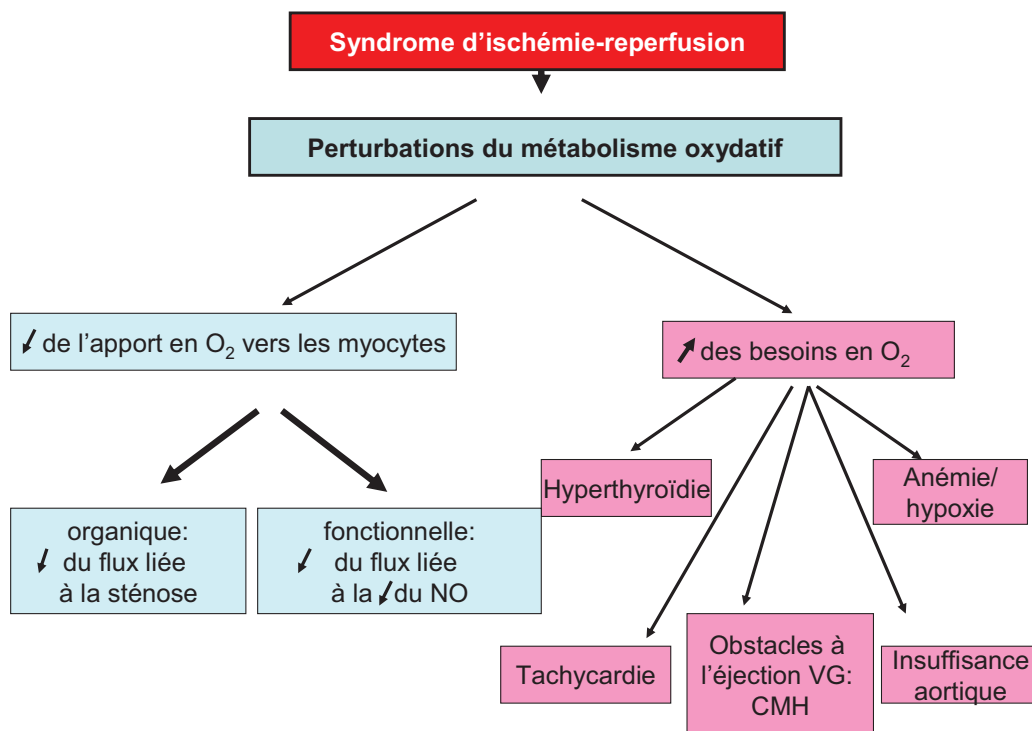 Syndrome d'ischémie-reperfusion
Perturbations du métabolisme oxydatif
↙ de l'apport en O₂ vers les myocytes
↗ des besoins en O₂
organique:
↙ du flux liée
à la sténose
fonctionnelle:
↙ du flux liée
à la ↙ du NO
Hyperthyroïdie
Anémie/
hypoxie
Tachycardie
Obstacles à
l'éjection VG:
CMH
Insuffisance
aortique